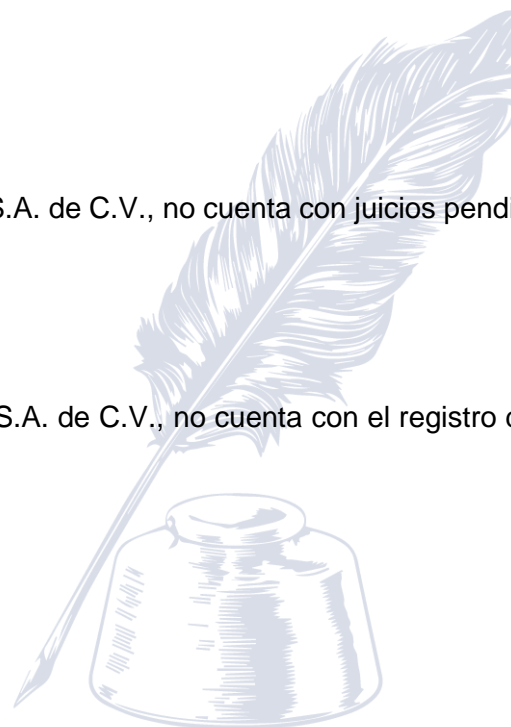 S.A. de C.V., no cuenta con juicios pendi
S.A. de C.V., no cuenta con el registro